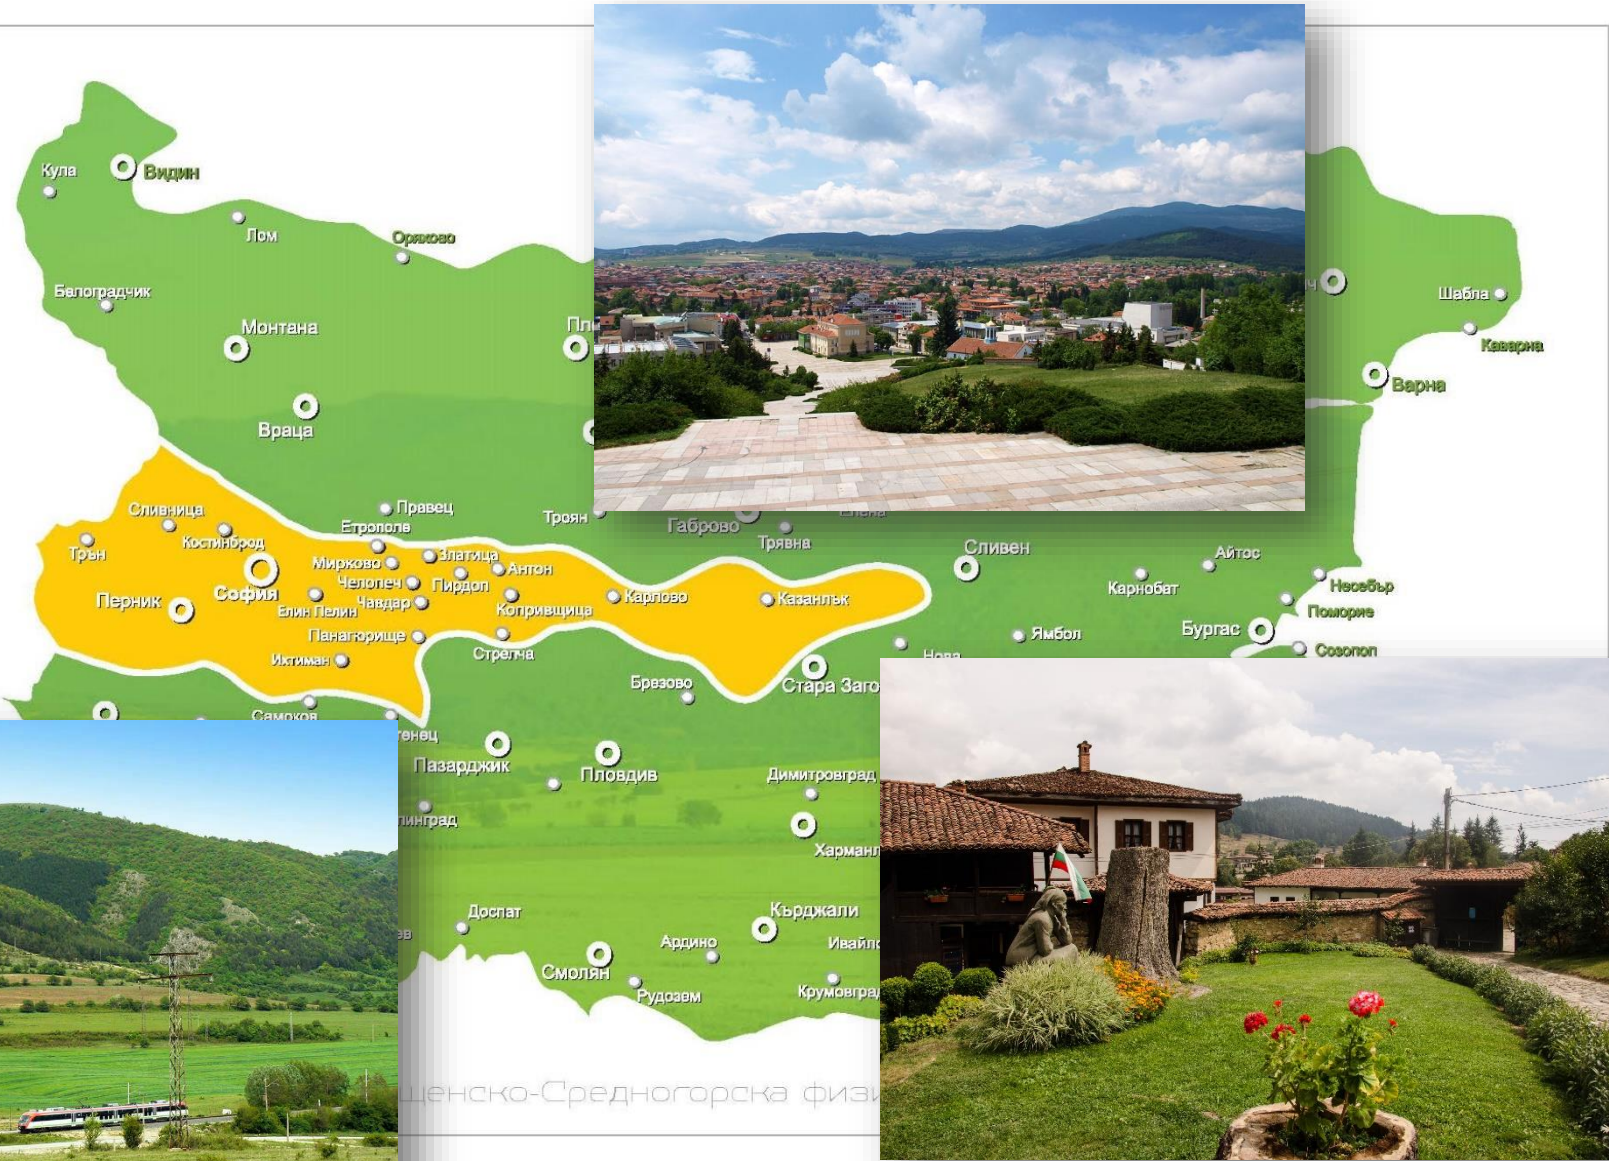 Кула
Видин
Лом
Оряхово
Белоградчик
Монтана
Шабла
Каварна
Варна
Враца
Правец
Сливница
Етрополе
Троян
Габрово
Трявна
Костинброд
Трън
Златица
Мирково
Антон
Сливен
Айтос
Челопеч
Пирдоп
Карнобат
Несебър
София
Перник
Елин Пелин
Чавдар
Копривщица
Карлово
Казанлък
Поморие
Панагюрище
Бургас
Ямбол
Созопол
Ихтиман
Стрелча
Нова
Брезово
Стара Заго
Самоков
Пазарджик
Пловдив
Димитровград
Харманл
Доспат
Кърджали
Ардино
Ивайло
Смолян
Рудозем
Крумовград
щенско-Средногорска физи